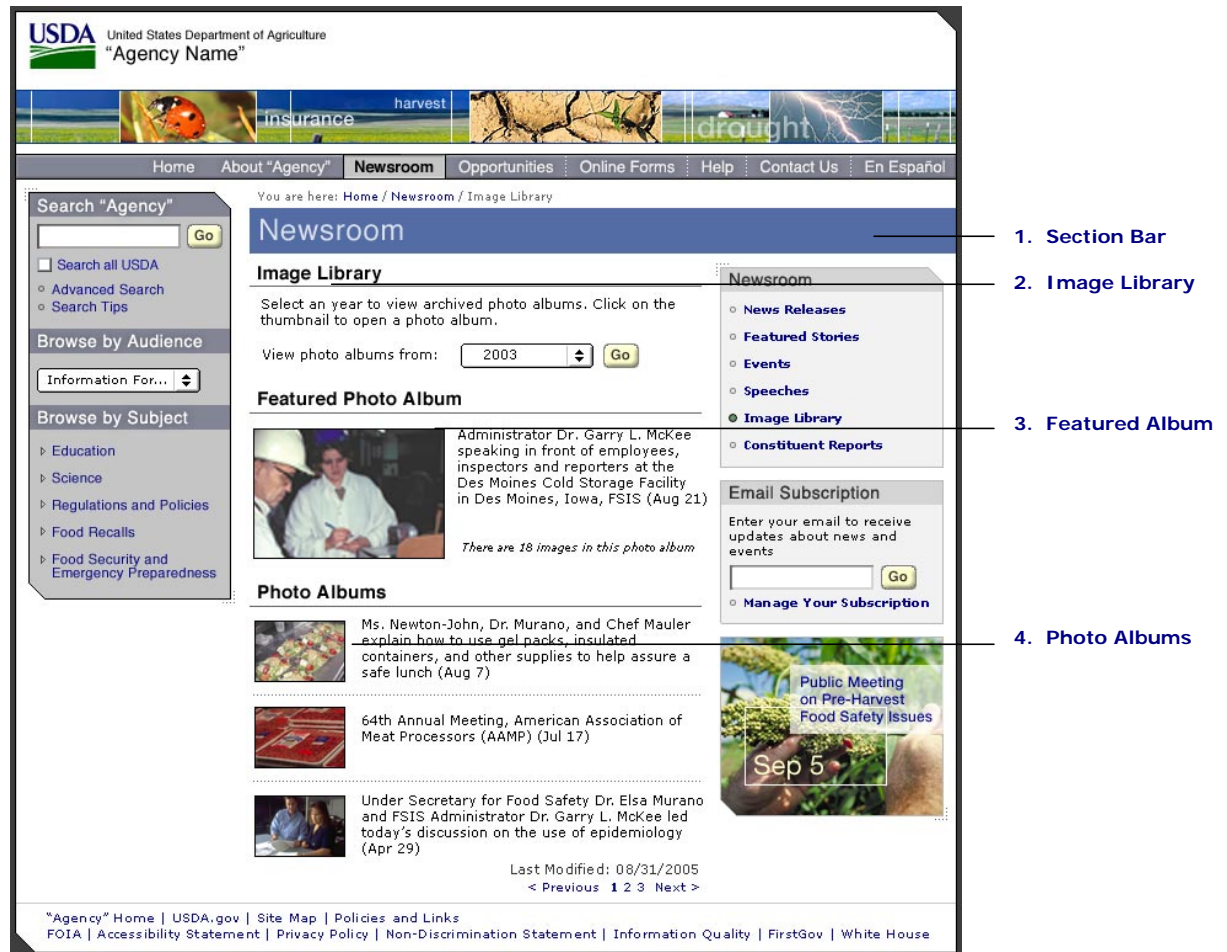 USDA
United States Department of Agriculture
"Agency Name"
insurance
harvest
drought
Home
About "Agency"
Newsroom
Opportunities
Online Forms
Help
Contact Us
En Español
Search "Agency"
Go
Search all USDA
Advanced Search
Search Tips
Browse by Audience
Information For...
Browse by Subject
Education
Science
Regulations and Policies
Food Recalls
Food Security and
Emergency Preparedness
You are here: Home / Newsroom / Image Library
Newsroom
Image Library
Select an year to view archived photo albums. Click on the
thumbnail to open a photo album.
View photo albums from: 2003 Go
Featured Photo Album
Administrator Dr. Garry L. McKee
speaking in front of employees,
inspectors and reporters at the
Des Moines Cold Storage Facility
in Des Moines, Iowa, FSIS (Aug 21)
There are 18 images in this photo album
Photo Albums
Ms. Newton-John, Dr. Murano, and Chef Mauler
explain how to use gel packs, insulated
containers, and other supplies to help assure a
safe lunch (Aug 7)
64th Annual Meeting, American Association of
Meat Processors (AAMP) (Jul 17)
Under Secretary for Food Safety Dr. Elsa Murano
and FSIS Administrator Dr. Garry L. McKee led
today's discussion on the use of epidemiology
(Apr 29)
Last Modified: 08/31/2005
< Previous 1 2 3 Next >
Newsroom
News Releases
Featured Stories
Events
Speeches
Image Library
Constituent Reports
Email Subscription
Enter your email to receive
updates about news and
events
Go
Manage Your Subscription
Public Meeting
on Pre-Harvest
Food Safety Issues
Sep 5
"Agency" Home | USDA.gov | Site Map | Policies and Links
FOIA | Accessibility Statement | Privacy Policy | Non-Discrimination Statement | Information Quality | FirstGov | White House
1. Section Bar
2. Image Library
3. Featured Album
4. Photo Albums